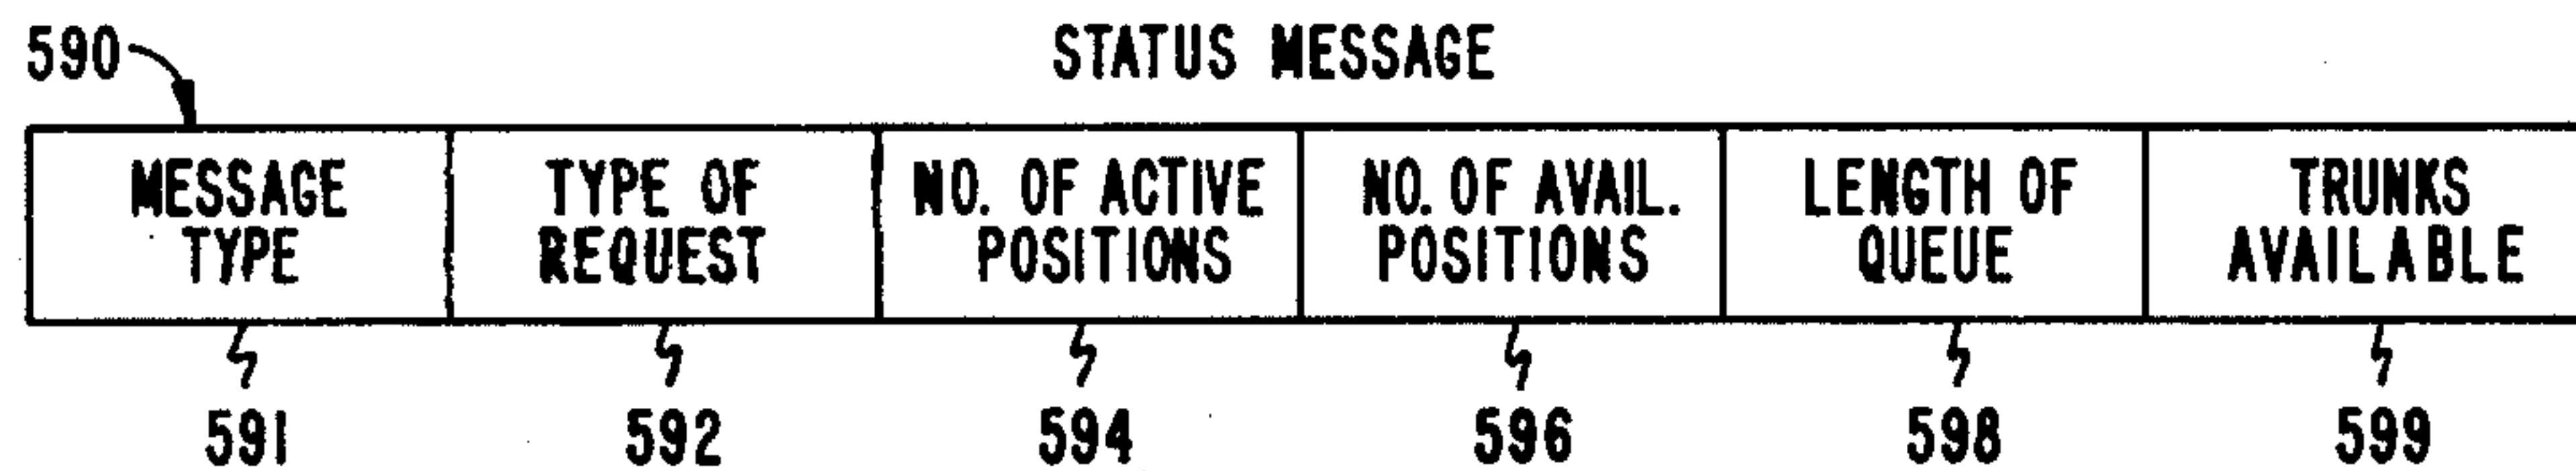 590
STATUS MESSAGE
MESSAGE
TYPE
TYPE OF
REQUEST
NO. OF ACTIVE
POSITIONS
NO. OF AVAIL.
POSITIONS
LENGTH OF
QUEUE
TRUNKS
AVAILABLE
591
592
594
596
598
599